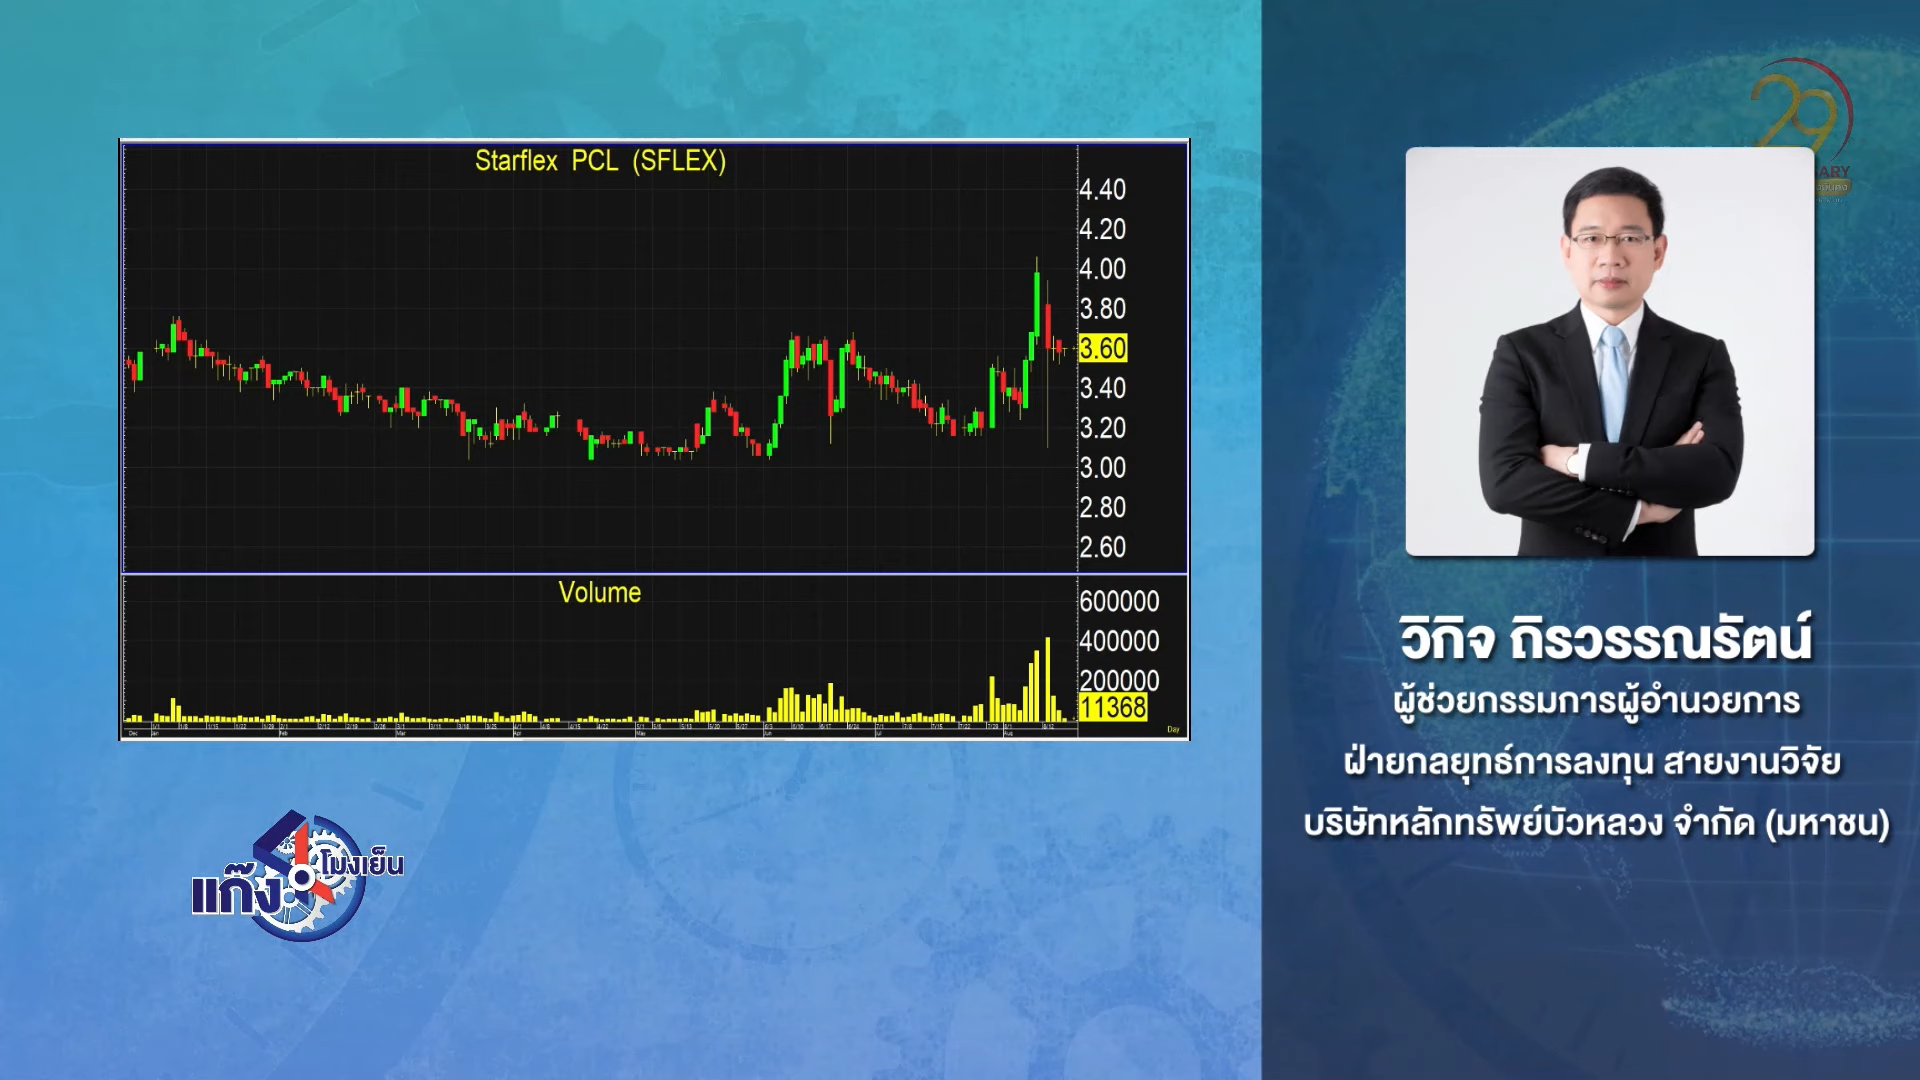 Starflex PCL (SFLEX)
4.40
4.20
4.00
3.80
3.60
3.40
3.20
3.00
2.80
2.60
Volume
600000
400000
200000
11368
Day
แก๊ง โมงเย็น
29
วิกิจ ถิรวรรณรัตน์
ผู้ช่วยกรรมการผู้อำนวยการ
ฝ่ายกลยุทธ์การลงทุน สายงานวิจัย
บริษัทหลักทรัพย์บัวหลวง จำกัด (มหาชน)